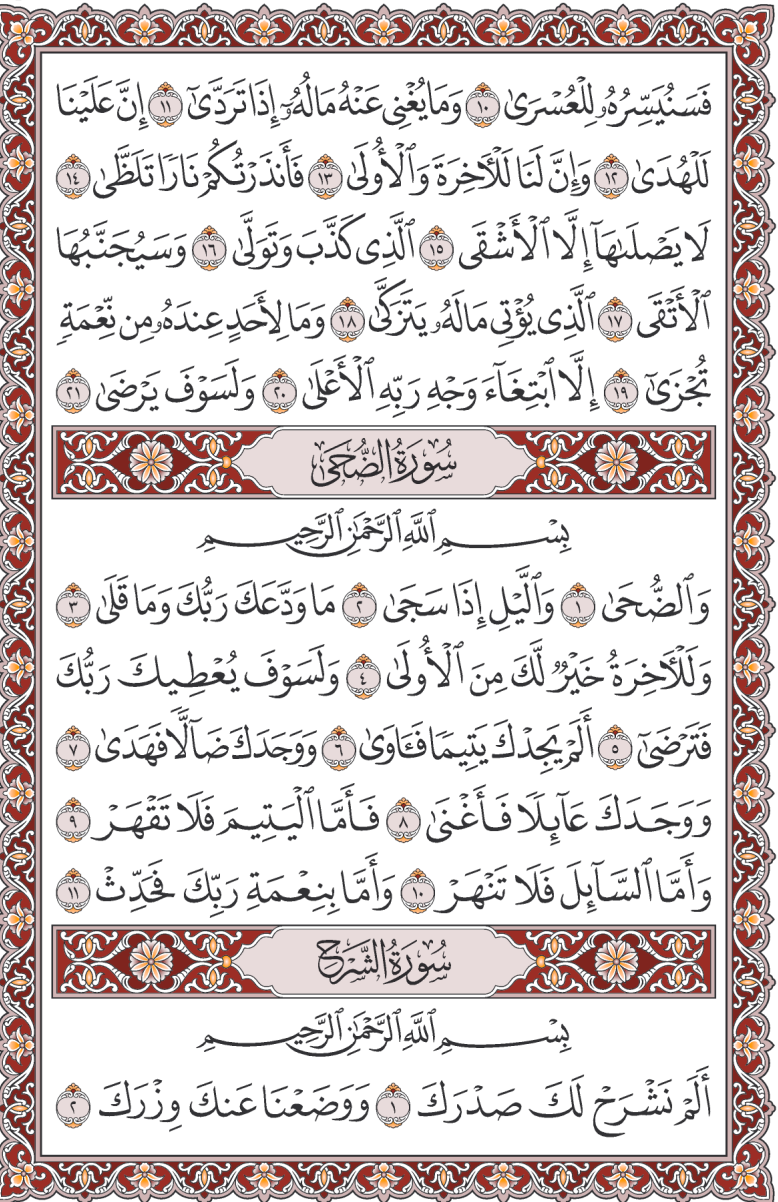 فَسَنُيَسِّرُهُۥ لِلْعُسْرَىٰ ١٠ وَمَا يُغْنِى عَنْهُ مَالُهُۥٓ إِذَا تَرَدَّىٰٓ ١١ إِنَّ عَلَيْنَا
لَلْهُدَىٰ ١٢ وَإِنَّ لَنَا لَلْـَٔاخِرَةَ وَٱلْأُولَىٰ ١٣ فَأَنذَرْتُكُمْ نَارًا تَلَظَّىٰ ١٤
لَا يَصْلَىٰهَآ إِلَّا ٱلْأَشْقَى ١٥ ٱلَّذِى كَذَّبَ وَتَوَلَّىٰ ١٦ وَسَيُجَنَّبُهَا
ٱلْأَتْقَى ١٧ ٱلَّذِى يُؤْتِى مَالَهُۥ يَتَزَكَّىٰ ١٨ وَمَا لِأَحَدٍ عِندَهُۥ مِن نِّعْمَةٍ
تُجْزَىٰٓ ١٩ إِلَّا ٱبْتِغَآءَ وَجْهِ رَبِّهِ ٱلْأَعْلَىٰ ٢٠ وَلَسَوْفَ يَرْضَىٰ ٢١
سُورَةُ الضُّحَىٰ
بِسْمِ ٱللَّهِ ٱلرَّحْمَٰنِ ٱلرَّحِيمِ
وَٱلضُّحَىٰ ١ وَٱلَّيْلِ إِذَا سَجَىٰ ٢ مَا وَدَّعَكَ رَبُّكَ وَمَا قَلَىٰ ٣
وَلَلْـَٔاخِرَةُ خَيْرٌ لَّكَ مِنَ ٱلْأُولَىٰ ٤ وَلَسَوْفَ يُعْطِيكَ رَبُّكَ
فَتَرْضَىٰٓ ٥ أَلَمْ يَجِدْكَ يَتِيمًا فَـَٔاوَىٰ ٦ وَوَجَدَكَ ضَآلًّا فَهَدَىٰ ٧
وَوَجَدَكَ عَآئِلًا فَأَغْنَىٰ ٨ فَأَمَّا ٱلْيَتِيمَ فَلَا تَقْهَرْ ٩
وَأَمَّا ٱلسَّآئِلَ فَلَا تَنْهَرْ ١٠ وَأَمَّا بِنِعْمَةِ رَبِّكَ فَحَدِّثْ ١١
سُورَةُ الشَّرْحِ
بِسْمِ ٱللَّهِ ٱلرَّحْمَٰنِ ٱلرَّحِيمِ
أَلَمْ نَشْرَحْ لَكَ صَدْرَكَ ١ وَوَضَعْنَا عَنكَ وِزْرَكَ ٢